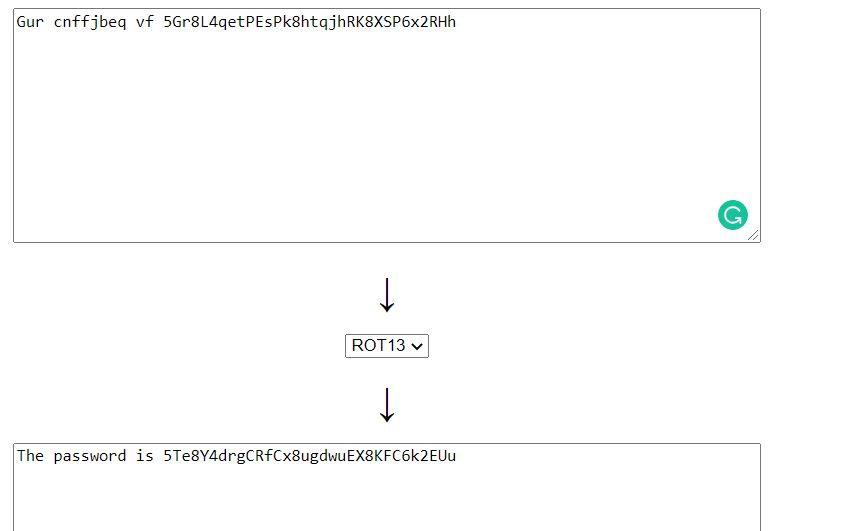 Gur cnffjbeq vf 5Gr8L4qetPEsPk8htqjhRK8XSP6x2RHh
ROT13
The password is 5Te8Y4drgCRfCx8ugdwuEX8KFC6k2EUu